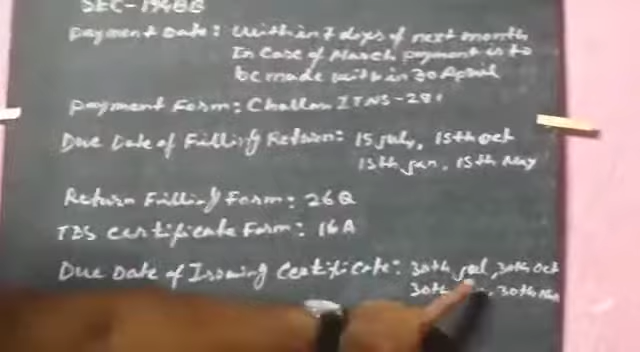 SEC-194BB
Payment Date: Within 7 days of next month
In Case of March payment is to
be made within 30 April
Payment Form: Challan ITNS-281
Due Date of Filling Return: 15 July, 15th Oct
15th Jan, 15th May
Return Filling Form: 26Q
TDS Certificate Form: 16A
Due Date of Issuing Certificate: 30th Jul, 30th Oct
30th , 30th May